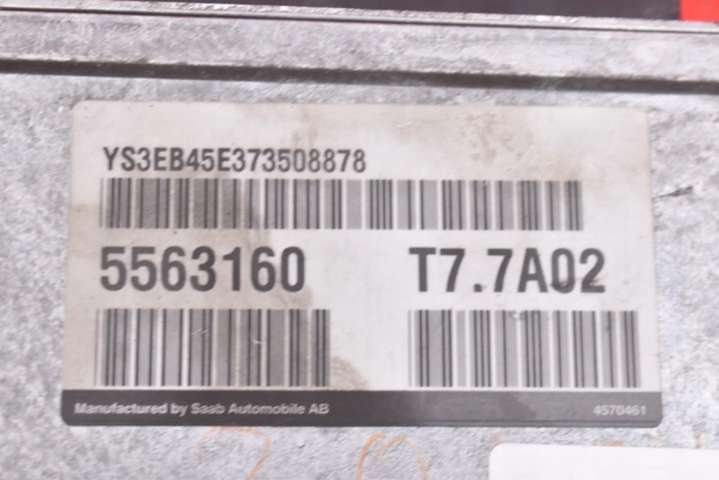 YS3EB45E373508878
5563160 T7.7A02
Manufactured by Saab Automobile AB 4570461